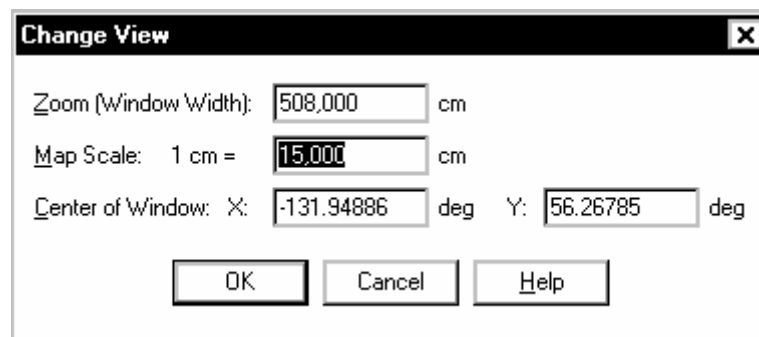 Change View
Zoom (Window Width): 508,000 cm
Map Scale: 1 cm = 15,000 cm
Center of Window: X: -131.94886 deg Y: 56.26785 deg
OK Cancel Help